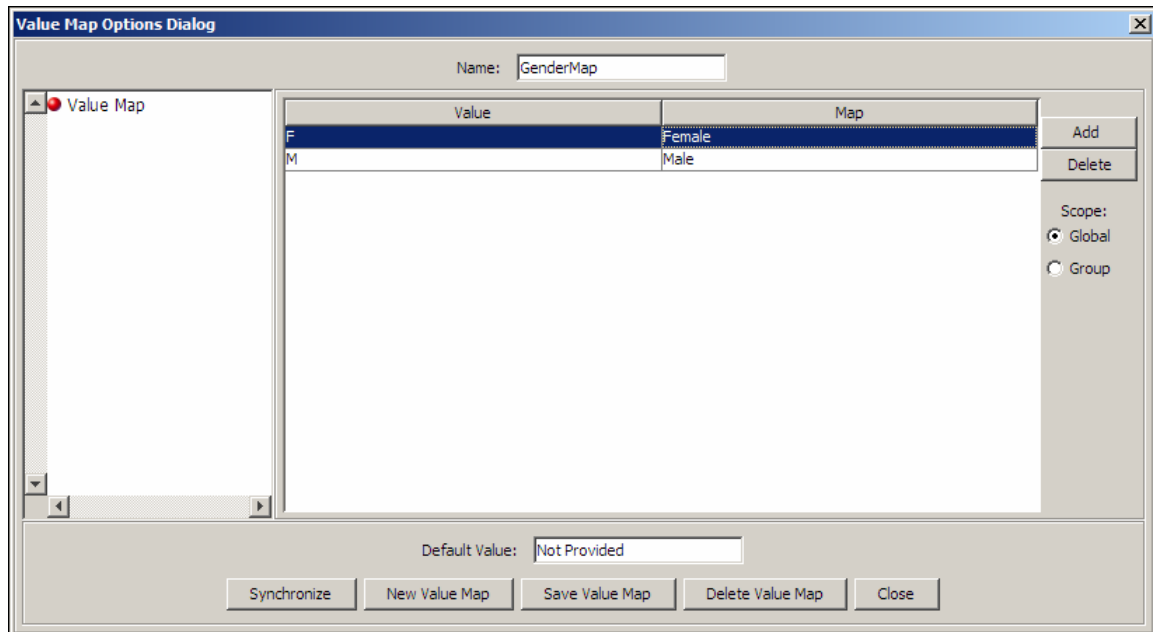 Value Map Options Dialog
Name: GenderMap
Value Map
Value Map
F Female
M Male
Add
Delete
Scope:
Global
Group
Default Value: Not Provided
Synchronize New Value Map Save Value Map Delete Value Map Close